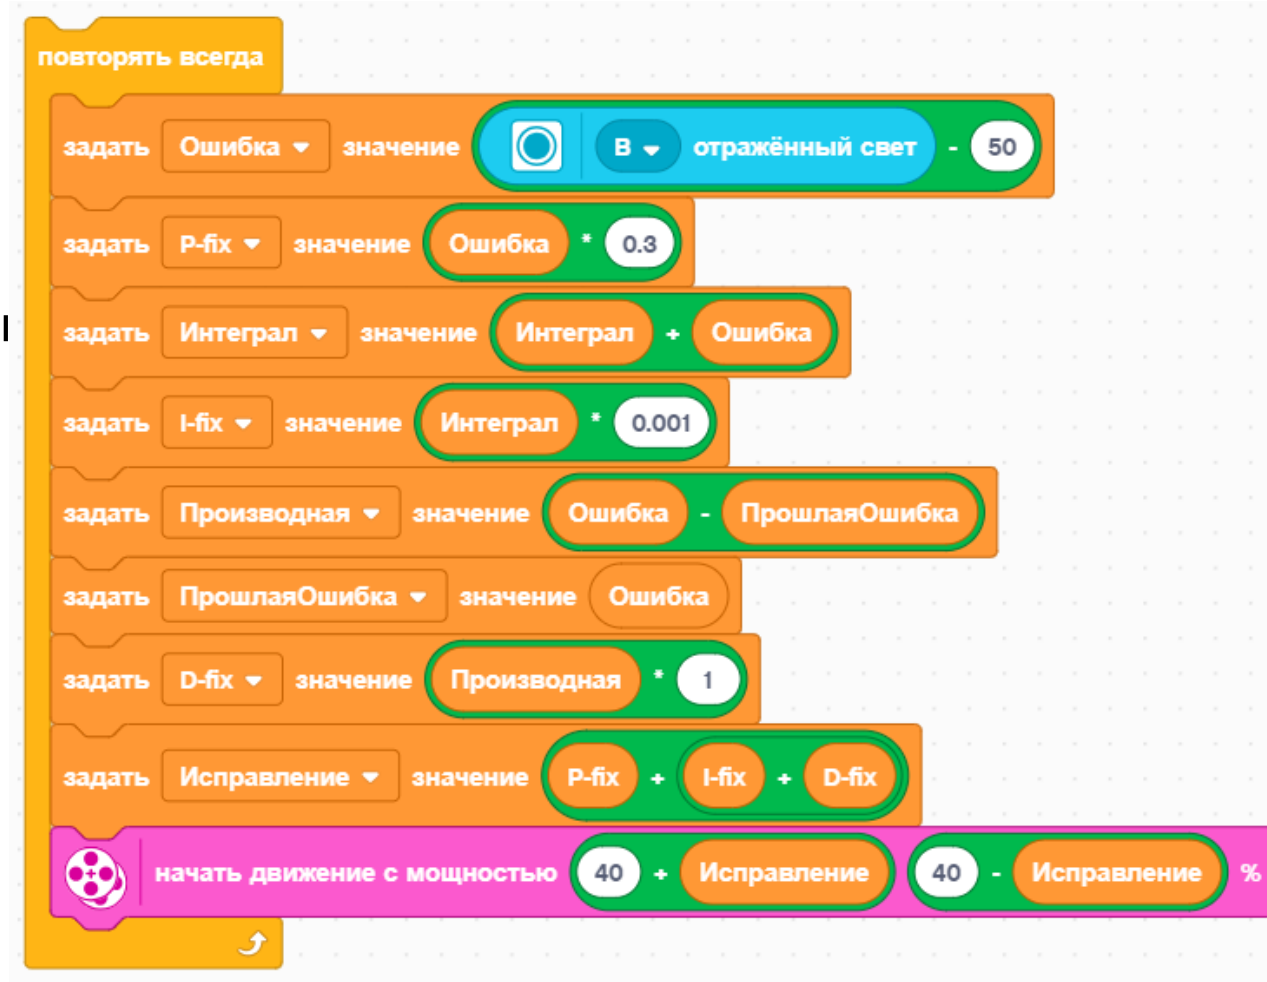 повторять всегда
задать Ошибка значение B отражённый свет - 50
задать P-fix значение Ошибка * 0.3
задать Интеграл значение Интеграл + Ошибка
задать I-fix значение Интеграл * 0.001
задать Производная значение Ошибка - ПрошлаяОшибка
задать ПрошлаяОшибка значение Ошибка
задать D-fix значение Производная * 1
задать Исправление значение P-fix + I-fix + D-fix
начать движение с мощностью 40 + Исправление 40 - Исправление %